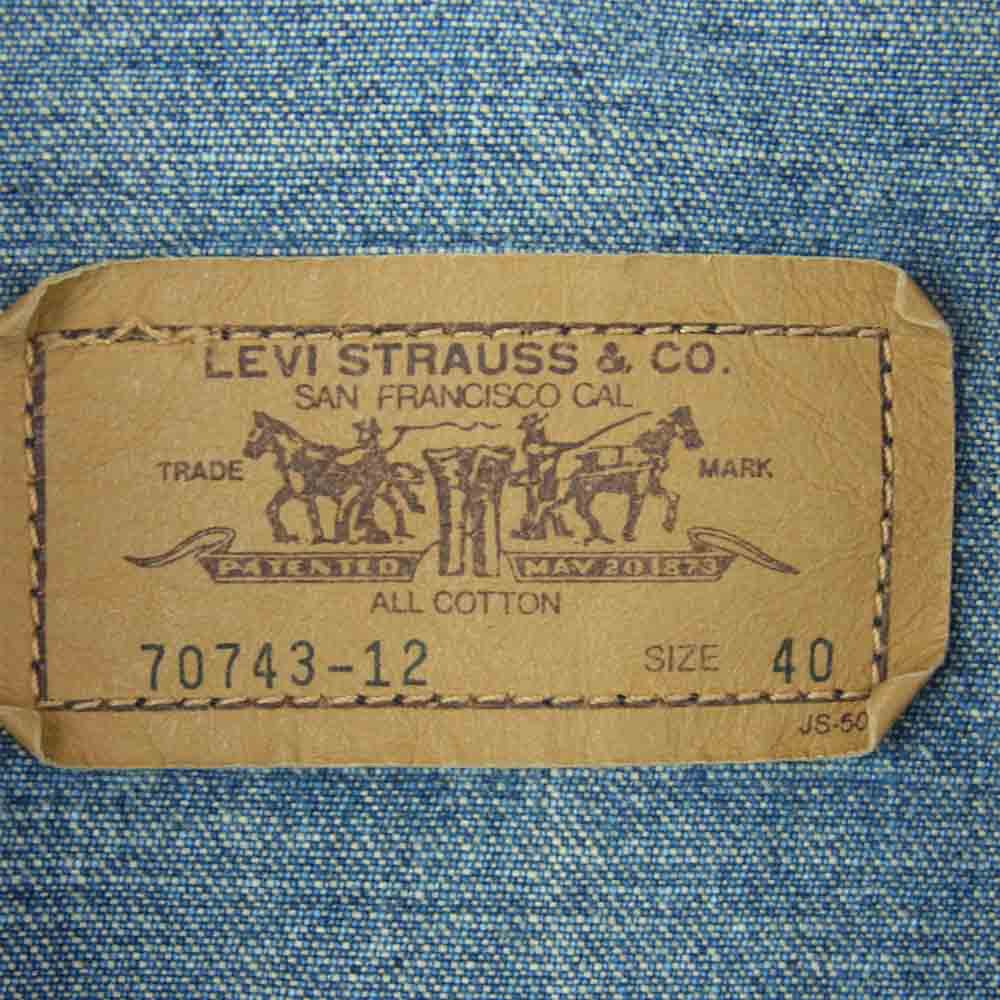 LEVI STRAUSS & CO.
SAN FRANCISCO CAL
TRADE MARK
PATENTED MAY 20 1873
ALL COTTON
70743-12 SIZE 40
JS-50